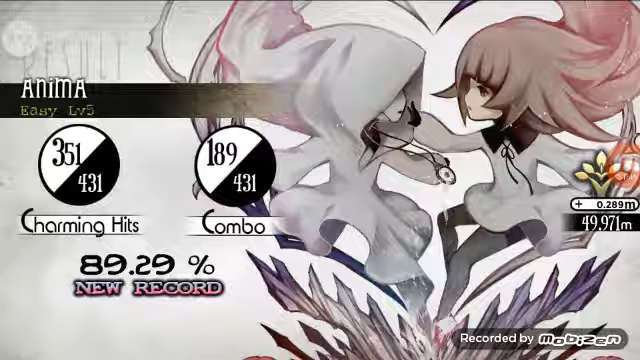 RESULT
ANiMA
Easy Lv5
351
431
189
431
Charming Hits
Combo
89.29 %
NEW RECORD
+ 0.289m
49.971m
Recorded by mobizen